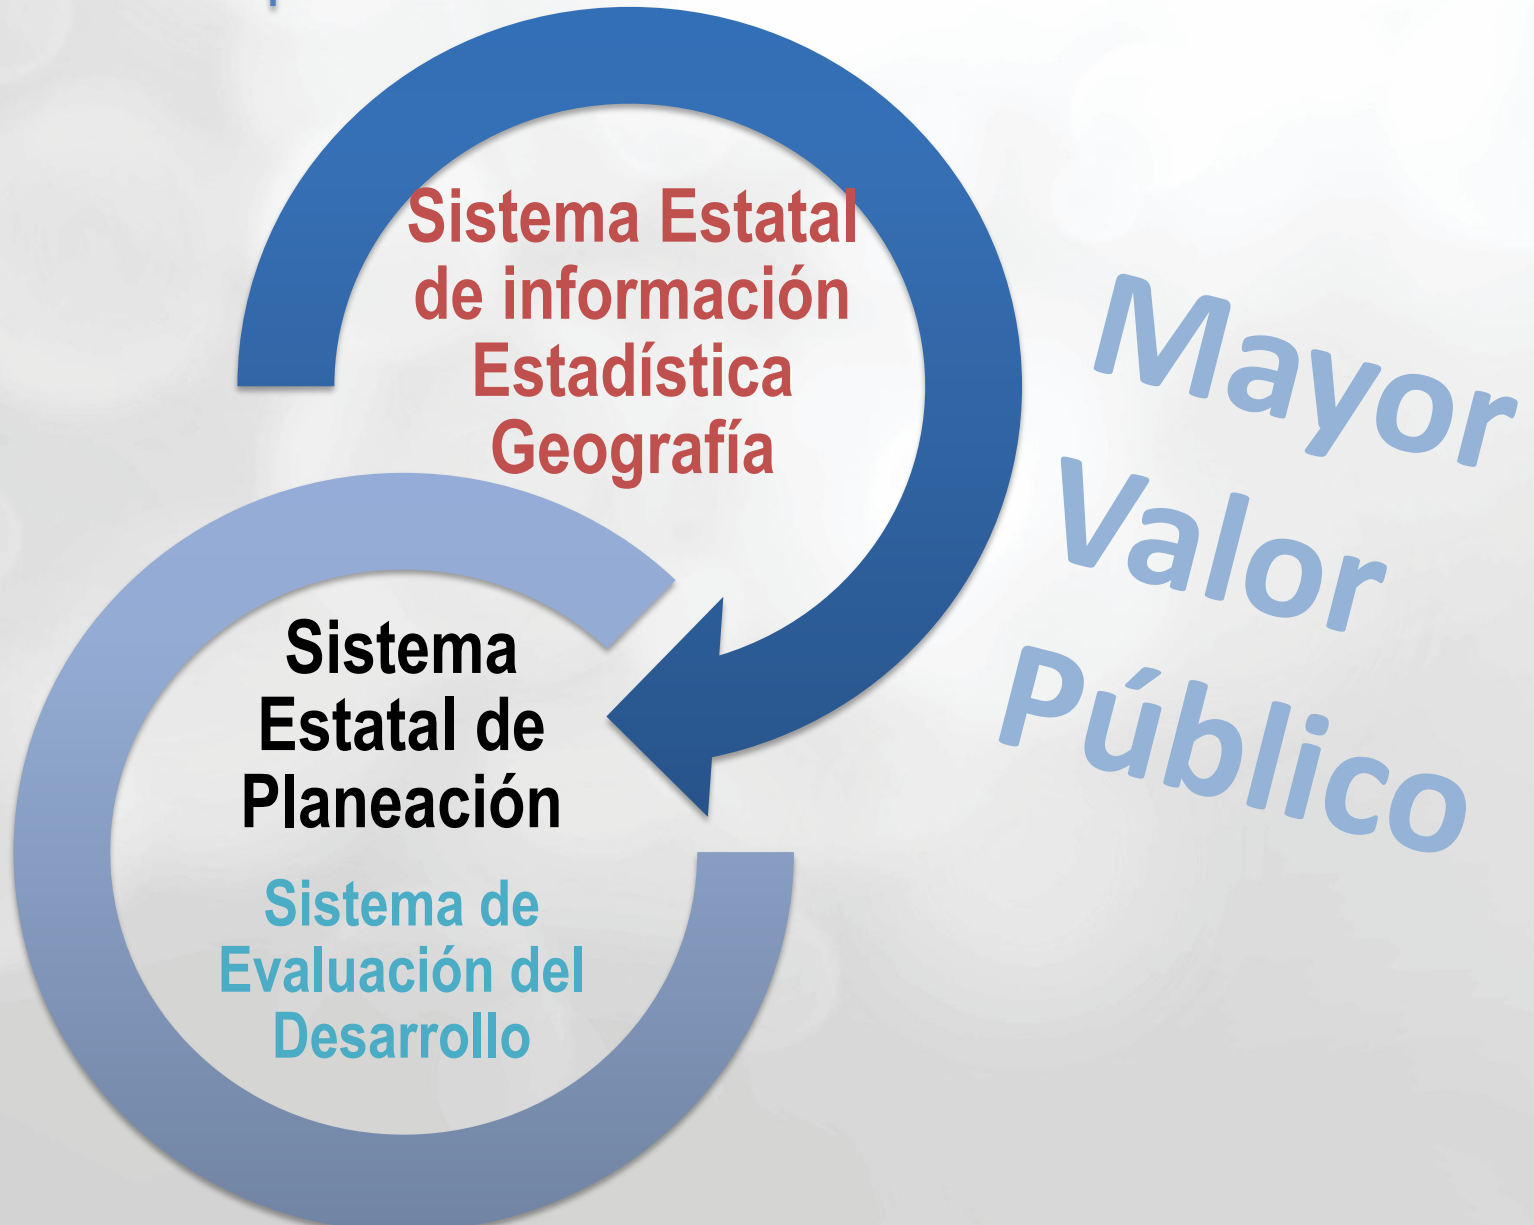 Sistema Estatal
de información
Estadística
Geografía
Mayor
Valor
Público
Sistema
Estatal de
Planeación
Sistema de
Evaluación del
Desarrollo